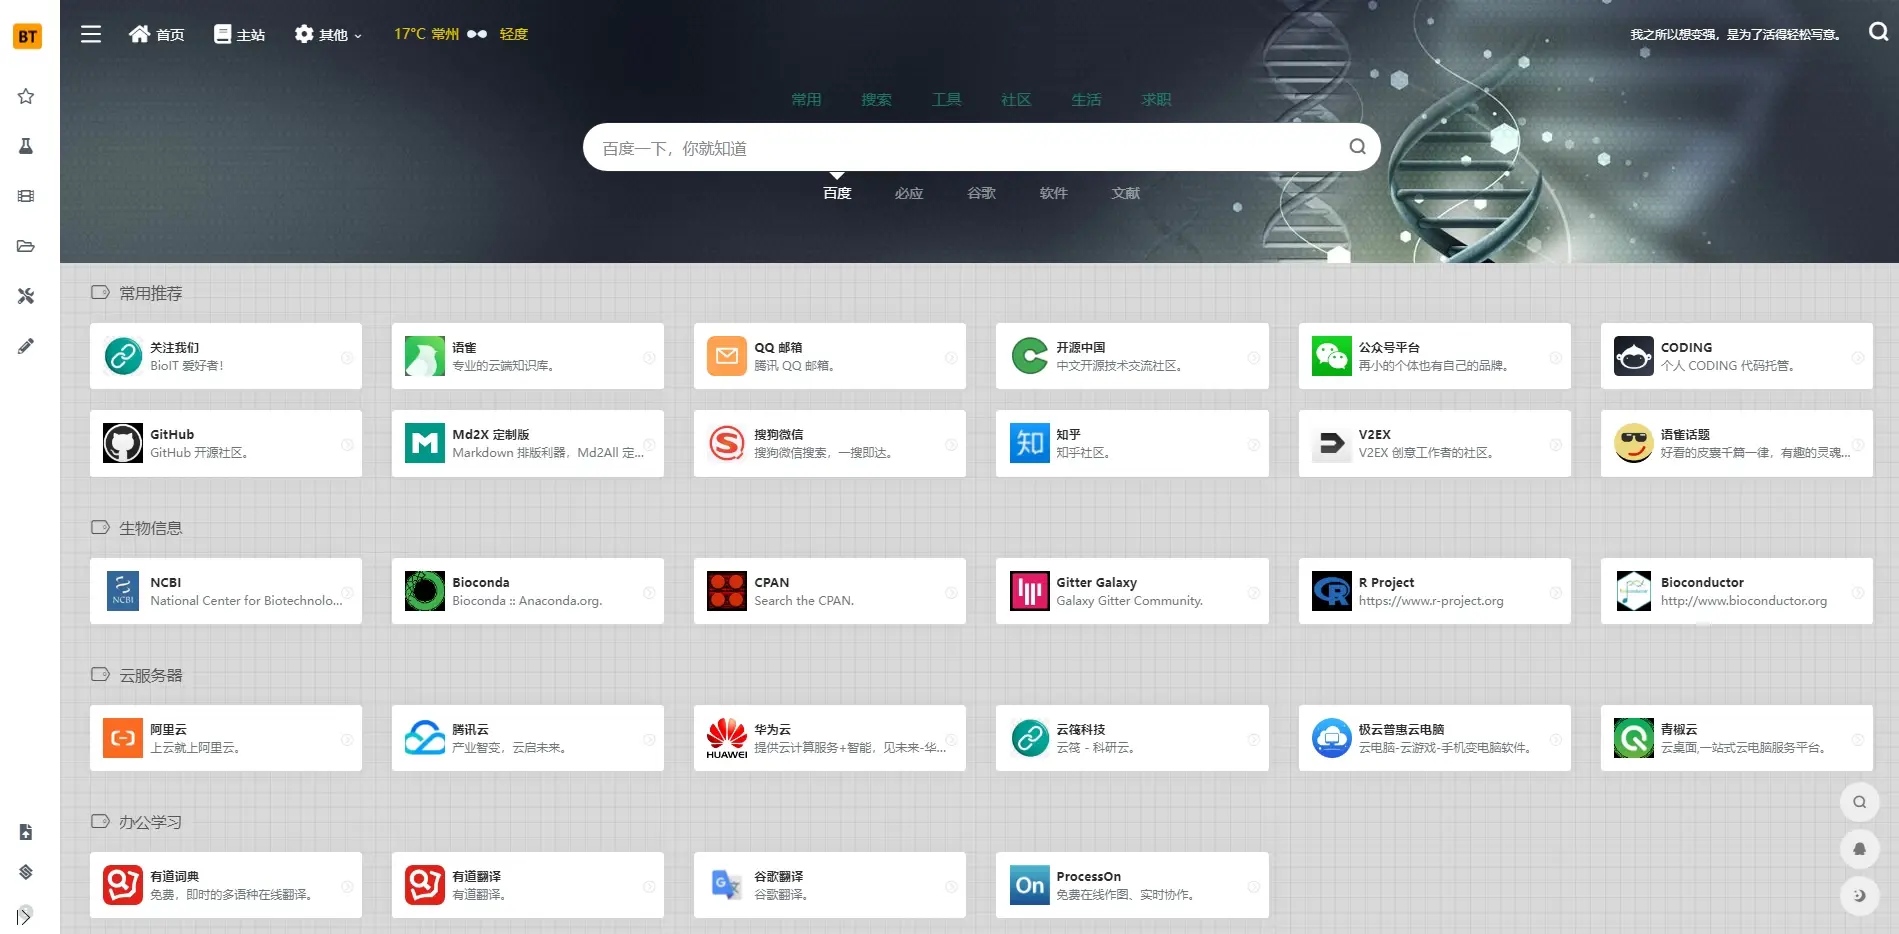 BT
首页
主站
其他
17°C 常州
轻度
我之所以想变强，是为了活得轻松写意。
常用
搜索
工具
社区
生活
求职
百度一下，你就知道
百度
必应
谷歌
软件
文献
常用推荐
关注我们
BioIT 爱好者！
语雀
专业的云端知识库。
QQ 邮箱
腾讯 QQ 邮箱。
开源中国
中文开源技术交流社区。
公众号平台
再小的个体也有自己的品牌。
CODING
个人 CODING 代码托管。
GitHub
GitHub 开源社区。
Md2X 定制版
Markdown 排版利器，Md2All 定...
搜狗微信
搜狗微信搜索，一搜即达。
知
知乎
知乎社区。
V2EX
V2EX 创意工作者的社区。
语雀话题
好看的皮囊千篇一律，有趣的灵魂...
生物信息
NCBI
NCBI
National Center for Biotechnolo...
Bioconda
Bioconda :: Anaconda.org.
CPAN
Search the CPAN.
Gitter Galaxy
Galaxy Gitter Community.
R Project
https://www.r-project.org
Bioconductor
http://www.bioconductor.org
云服务器
阿里云
上云就上阿里云。
腾讯云
产业智变，云启未来。
HUAWEI
华为云
提供云计算服务+智能，见未来-华...
云筏科技
云筏 - 科研云。
极云普惠云电脑
云电脑-云游戏-手机变电脑软件。
青椒云
云桌面,一站式云电脑服务平台。
办公学习
有道词典
免费，即时的多语种在线翻译。
有道翻译
有道翻译。
谷歌翻译
谷歌翻译。
On
ProcessOn
免费在线作图、实时协作。